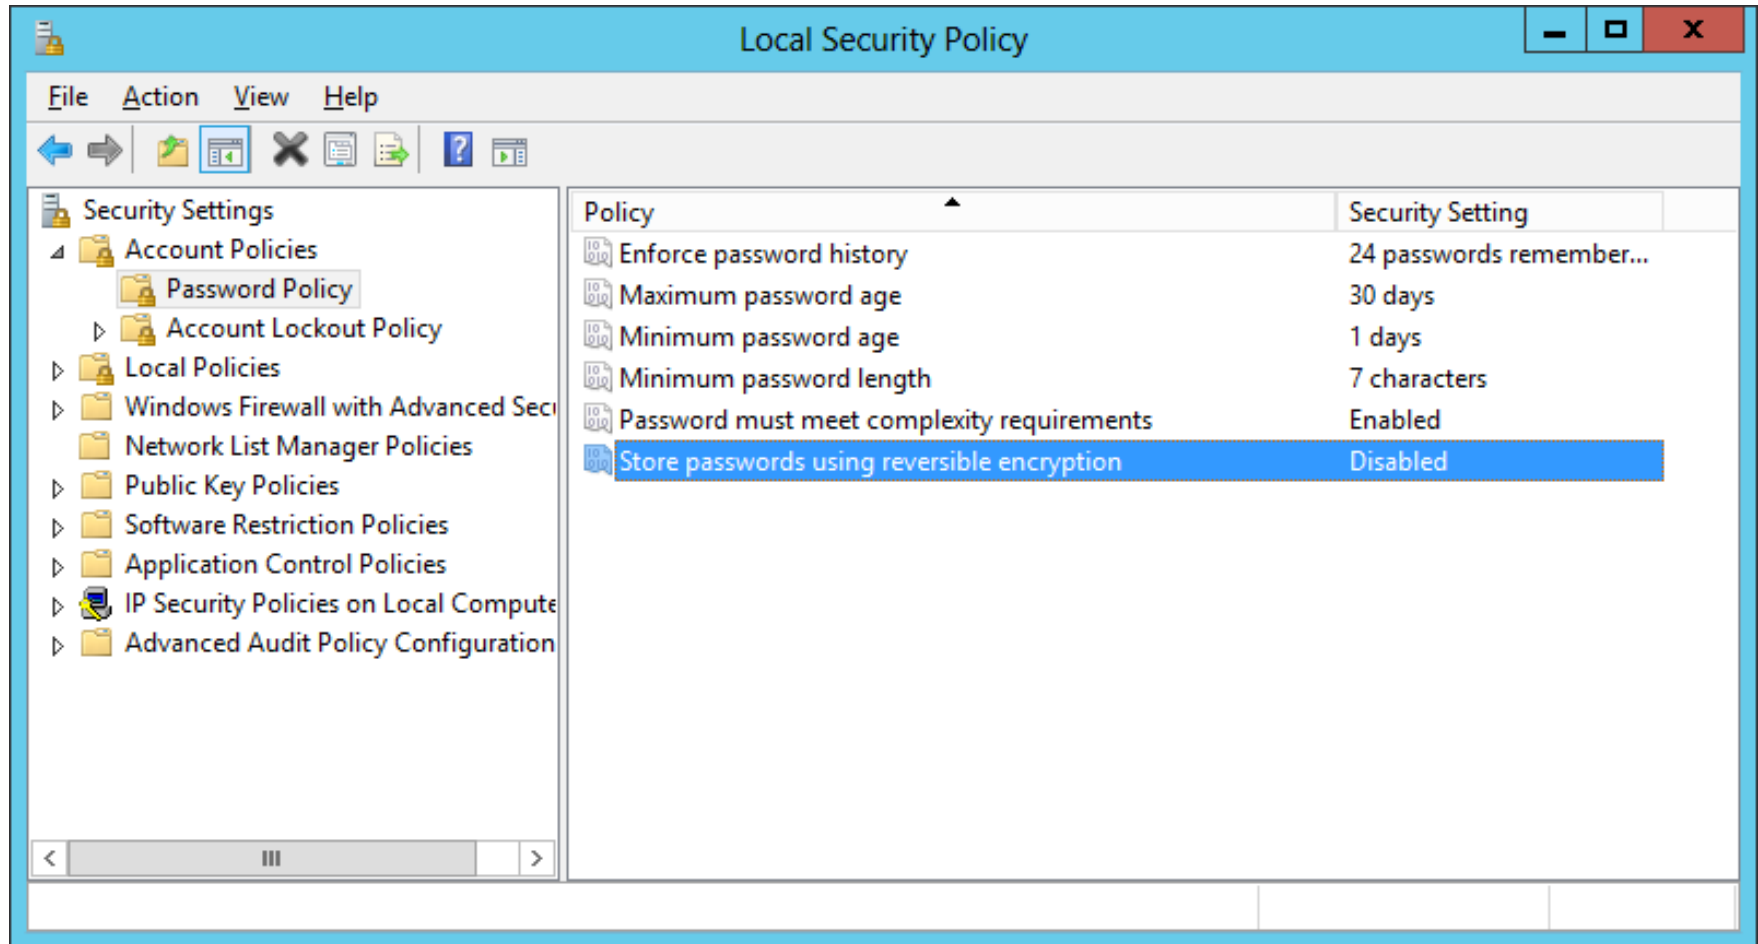 Local Security Policy
File Action View Help
Security Settings
Account Policies
Password Policy
Account Lockout Policy
Local Policies
Windows Firewall with Advanced Secu
Network List Manager Policies
Public Key Policies
Software Restriction Policies
Application Control Policies
IP Security Policies on Local Compute
Advanced Audit Policy Configuration
Policy Security Setting
Enforce password history 24 passwords remember...
Maximum password age 30 days
Minimum password age 1 days
Minimum password length 7 characters
Password must meet complexity requirements Enabled
Store passwords using reversible encryption Disabled